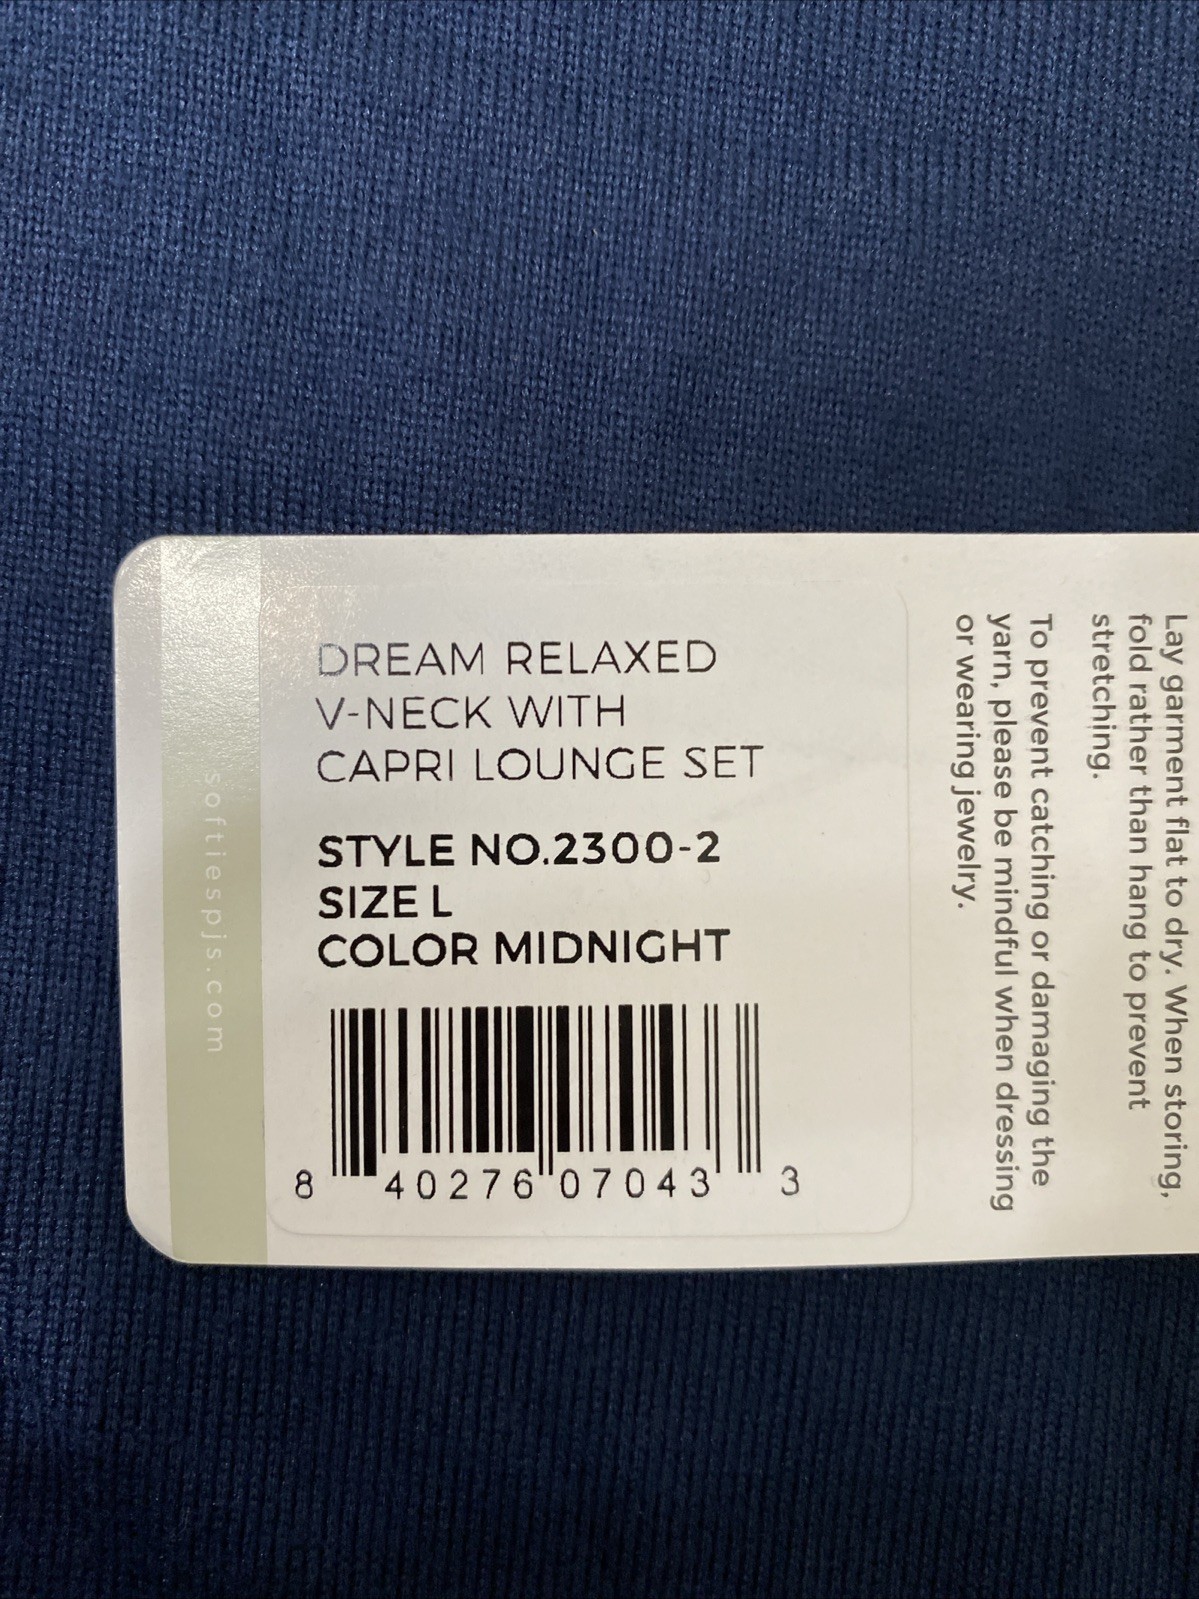 DREAM RELAXED
V-NECK WITH
CAPRI LOUNGE SET
STYLE NO.2300-2
SIZE L
COLOR MIDNIGHT
8 40276 07043 3
softiespjs.com
Lay garment flat to dry. When storing,
fold rather than hang to prevent
stretching.
To prevent catching or damaging the
yarn, please be mindful when dressing
or wearing jewelry.